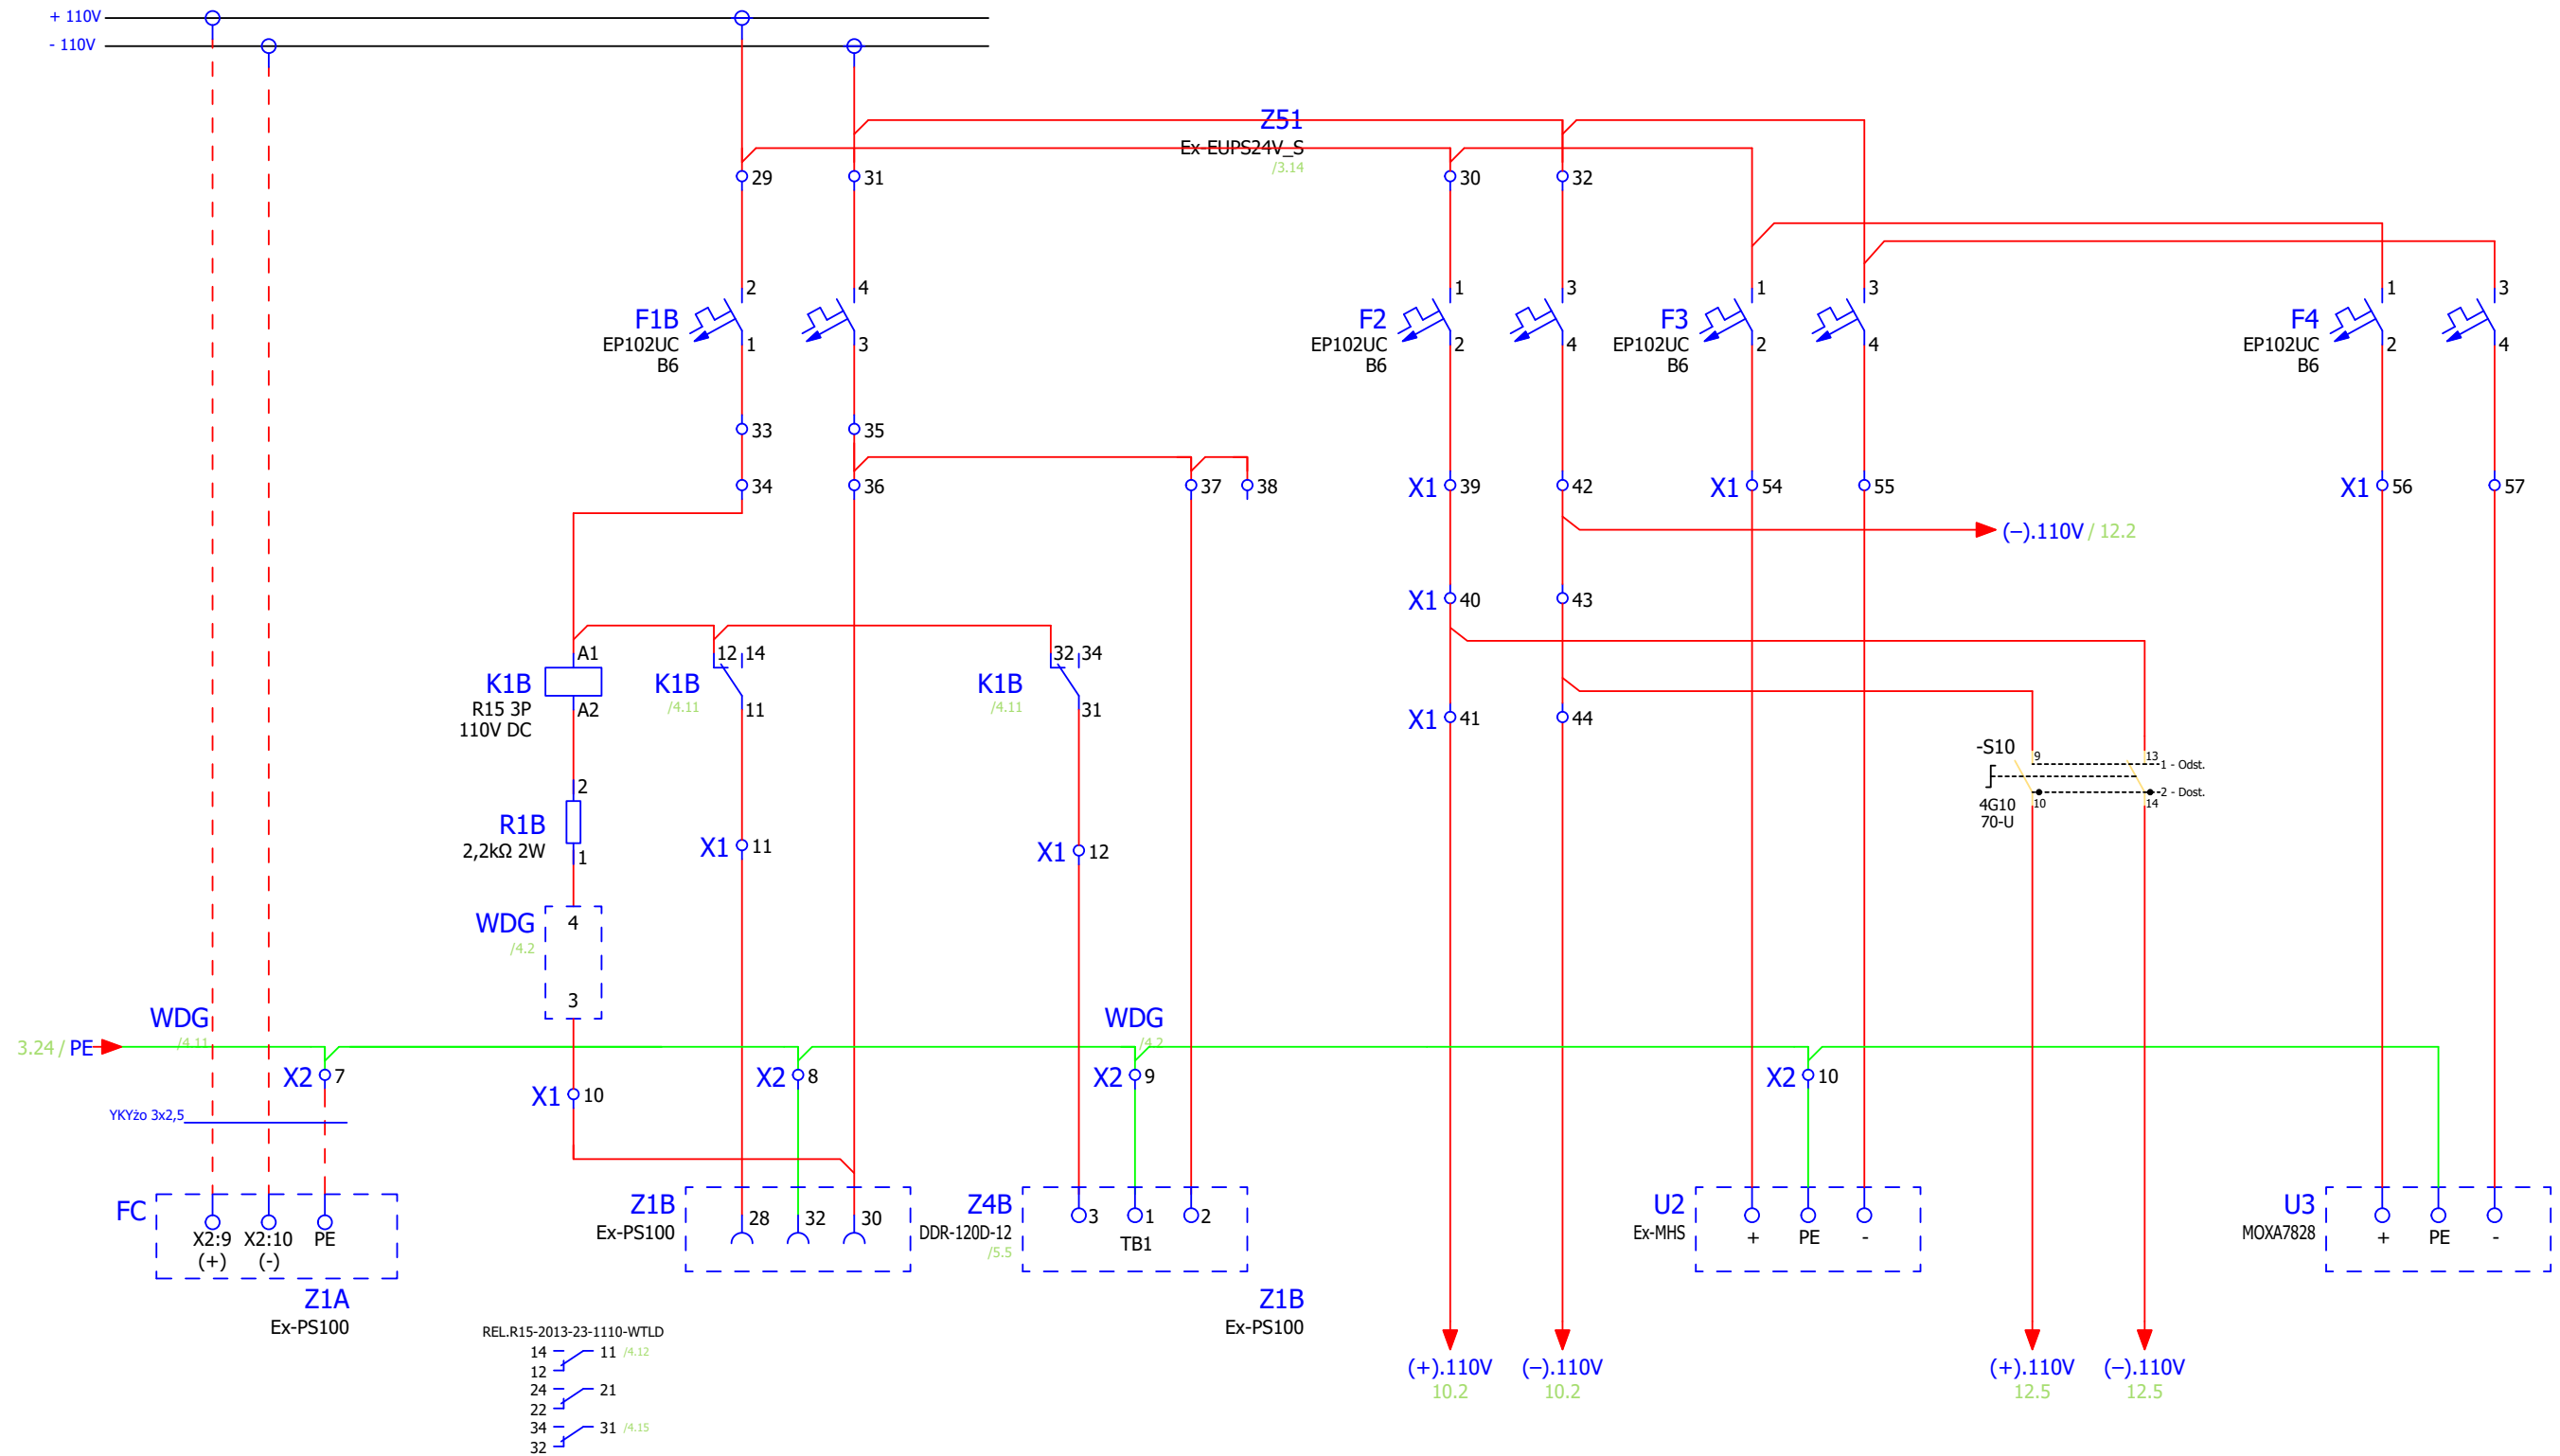 + 110V
- 110V
Z51
Ex-EUPS24V_S
/3.14
29
31
30
32
F1B
EP102UC
B6
2
1
4
3
F2
EP102UC
B6
1
2
3
4
F3
EP102UC
B6
1
2
3
4
F4
EP102UC
B6
1
2
3
4
33
35
34
36
37
38
X1
39
42
X1
54
55
X1
56
57
(−).110V / 12.2
X1
40
43
K1B
R15 3P
110V DC
A1
A2
K1B
/4.11
12
14
11
K1B
/4.11
32
34
31
X1
41
44
-S10
4G10
70-U
9
10
13
14
1 - Odst.
2 - Dost.
R1B
2,2kΩ 2W
2
1
X1
11
X1
12
WDG
/4.2
4
3
WDG
/4.11
WDG
/4.2
3.24 / PE
X2
7
X1
10
X2
8
X2
9
X2
10
YKYżo 3x2,5
FC
X2:9
(+)
X2:10
(-)
PE
Z1A
Ex-PS100
Z1B
Ex-PS100
28
32
30
Z4B
DDR-120D-12
/5.5
3
1
2
TB1
Z1B
Ex-PS100
U2
Ex-MHS
+
PE
-
U3
MOXA7828
+
PE
-
REL.R15-2013-23-1110-WTLD
14
11 /4.12
12
24
21
22
34
31 /4.15
32
(+).110V
10.2
(−).110V
10.2
(+).110V
12.5
(−).110V
12.5